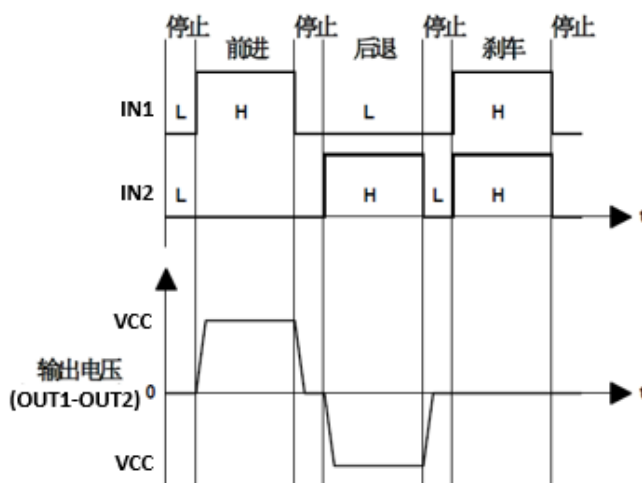 停止 停止 停止 停止
前进 后退 刹车
IN1 L H L H
IN2 L H L H
t
VCC
输出电压
(OUT1-OUT2) 0 t
VCC